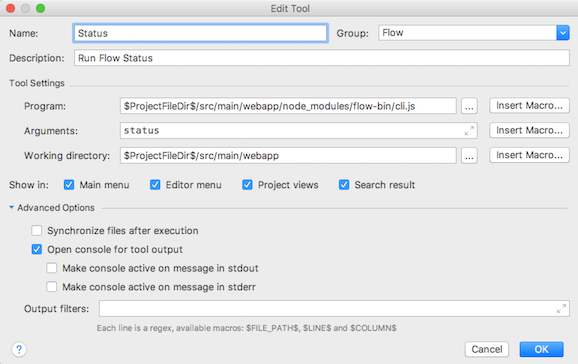 Edit Tool
Name: Status Group: Flow
Description: Run Flow Status
Tool Settings
Program: $ProjectFileDir$/src/main/webapp/node_modules/flow-bin/cli.js ... Insert Macro...
Arguments: status Insert Macro...
Working directory: $ProjectFileDir$/src/main/webapp ... Insert Macro...
Show in: Main menu Editor menu Project views Search result
Advanced Options
Synchronize files after execution
Open console for tool output
Make console active on message in stdout
Make console active on message in stderr
Output filters:
Each line is a regex, available macros: $FILE_PATH$, $LINE$ and $COLUMN$
? Cancel OK